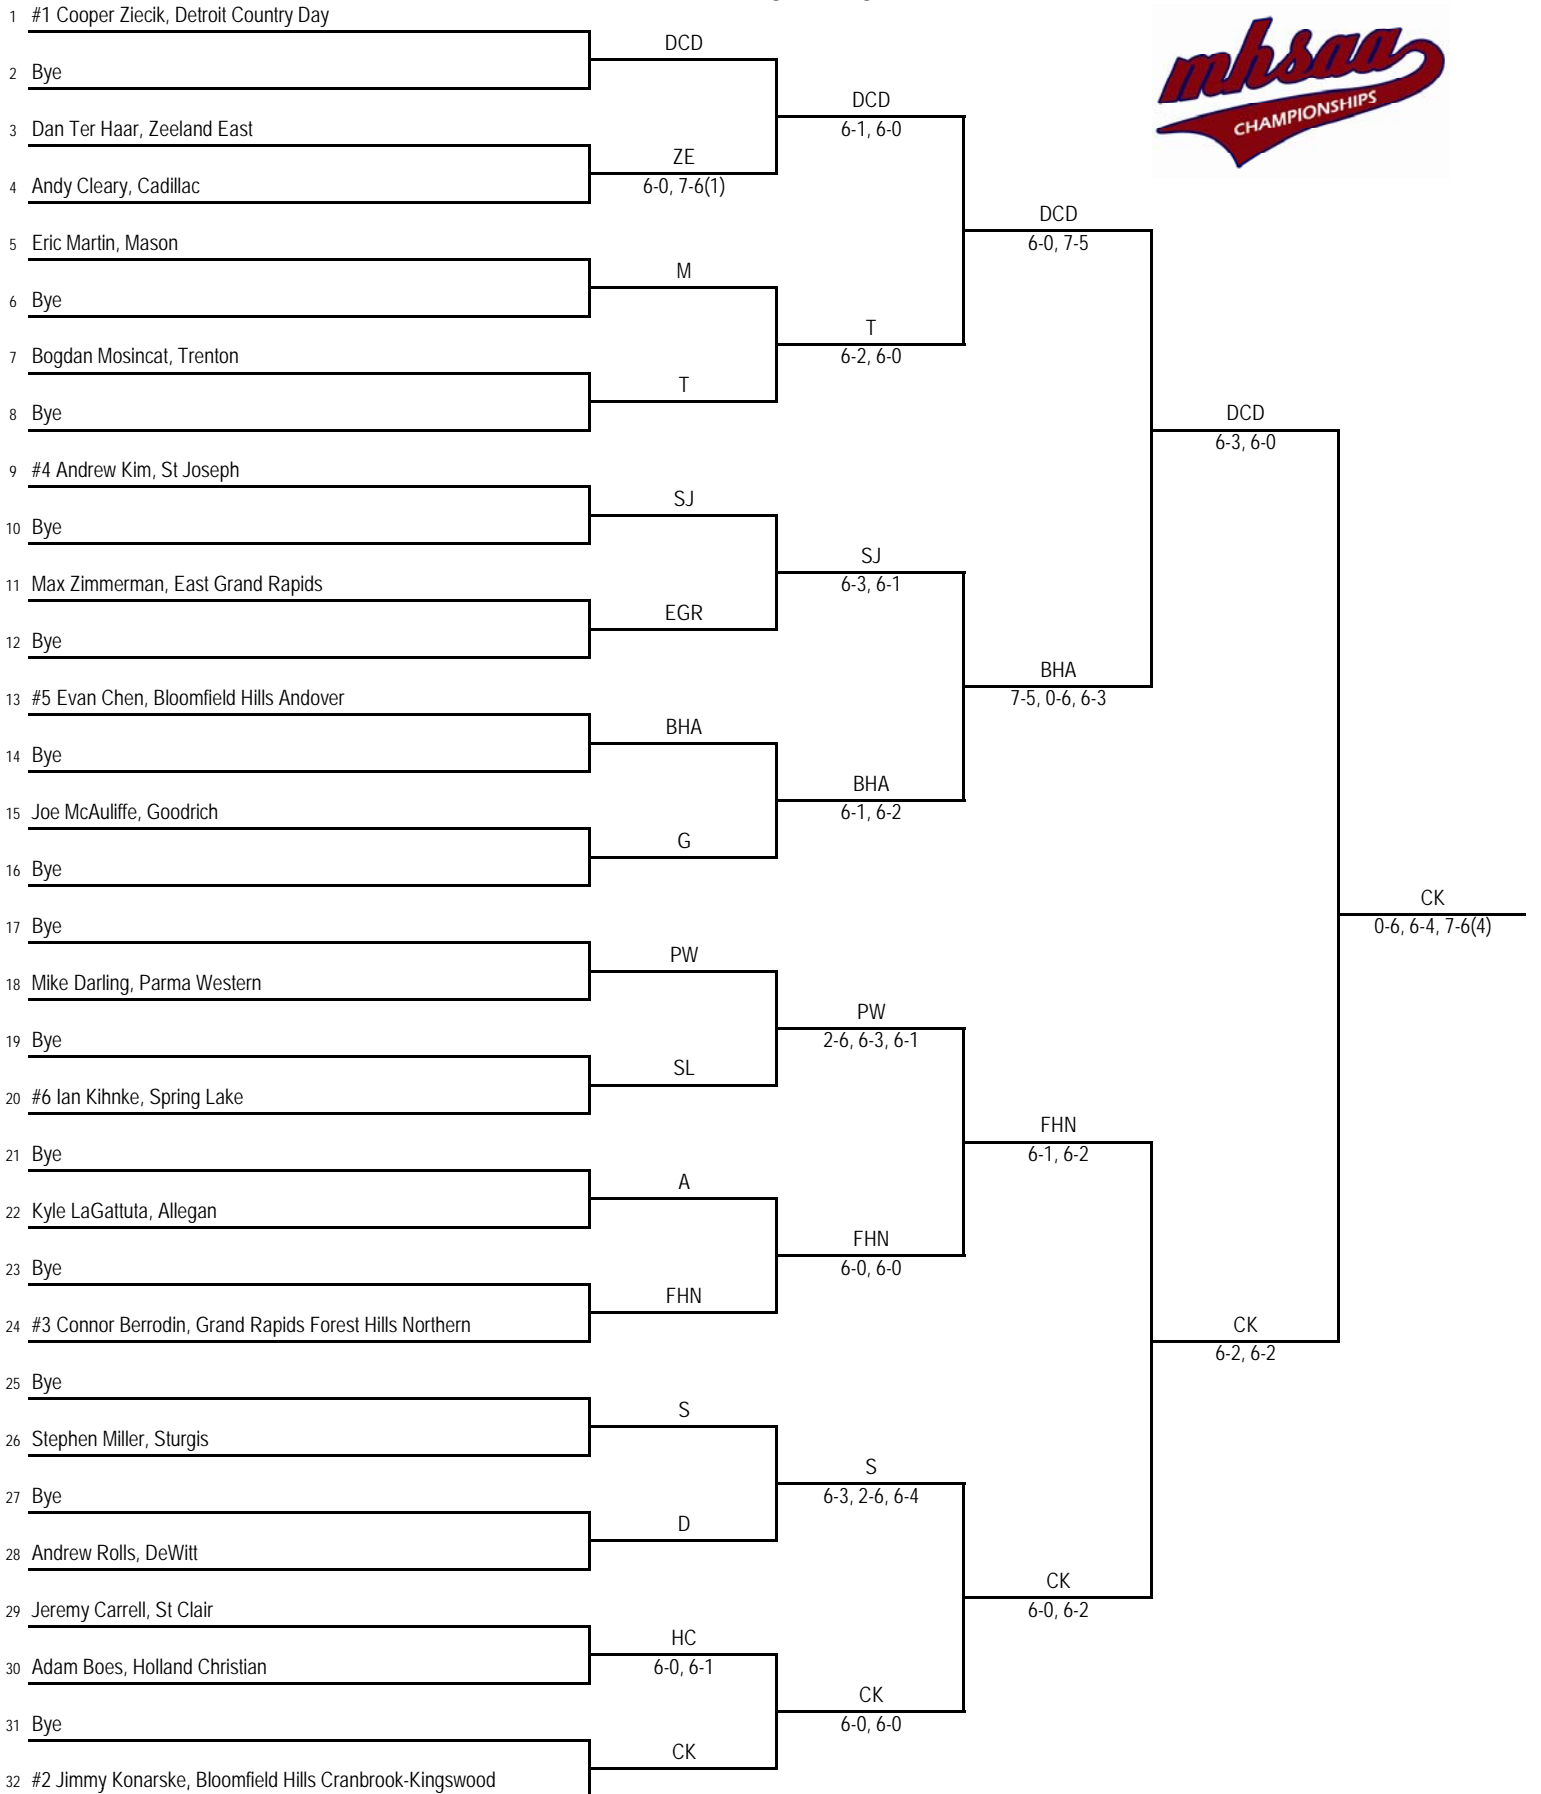 1 #1 Cooper Ziecik, Detroit Country Day
DCD
2 Bye
DCD
6-1, 6-0
3 Dan Ter Haar, Zeeland East
ZE
6-0, 7-6(1)
4 Andy Cleary, Cadillac
DCD
6-0, 7-5
5 Eric Martin, Mason
M
6 Bye
T
6-2, 6-0
7 Bogdan Mosincat, Trenton
T
8 Bye
DCD
6-3, 6-0
9 #4 Andrew Kim, St Joseph
SJ
10 Bye
SJ
6-3, 6-1
11 Max Zimmerman, East Grand Rapids
EGR
12 Bye
BHA
7-5, 0-6, 6-3
13 #5 Evan Chen, Bloomfield Hills Andover
BHA
14 Bye
BHA
6-1, 6-2
15 Joe McAuliffe, Goodrich
G
16 Bye
CK
0-6, 6-4, 7-6(4)
17 Bye
PW
18 Mike Darling, Parma Western
PW
2-6, 6-3, 6-1
19 Bye
SL
20 #6 Ian Kihnke, Spring Lake
FHN
6-1, 6-2
21 Bye
A
22 Kyle LaGattuta, Allegan
FHN
6-0, 6-0
23 Bye
FHN
24 #3 Connor Berrodin, Grand Rapids Forest Hills Northern
CK
6-2, 6-2
25 Bye
S
26 Stephen Miller, Sturgis
S
6-3, 2-6, 6-4
27 Bye
D
28 Andrew Rolls, DeWitt
CK
6-0, 6-2
29 Jeremy Carrell, St Clair
HC
6-0, 6-1
30 Adam Boes, Holland Christian
CK
6-0, 6-0
31 Bye
CK
32 #2 Jimmy Konarske, Bloomfield Hills Cranbrook-Kingswood
mhsaa
CHAMPIONSHIPS